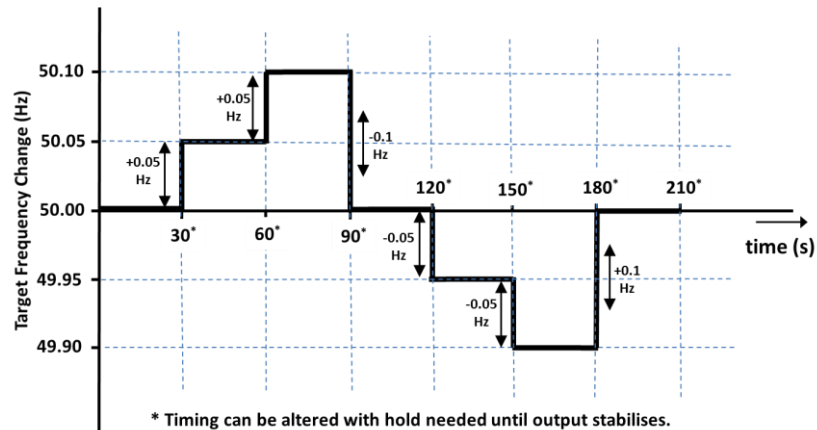 Target Frequency Change (Hz)
50.10
50.05
50.00
49.95
49.90
+0.05
Hz
+0.05
Hz
-0.1
Hz
30*
60*
90*
120*
150*
180*
210*
time (s)
-0.05
Hz
-0.05
Hz
+0.1
Hz
* Timing can be altered with hold needed until output stabilises.